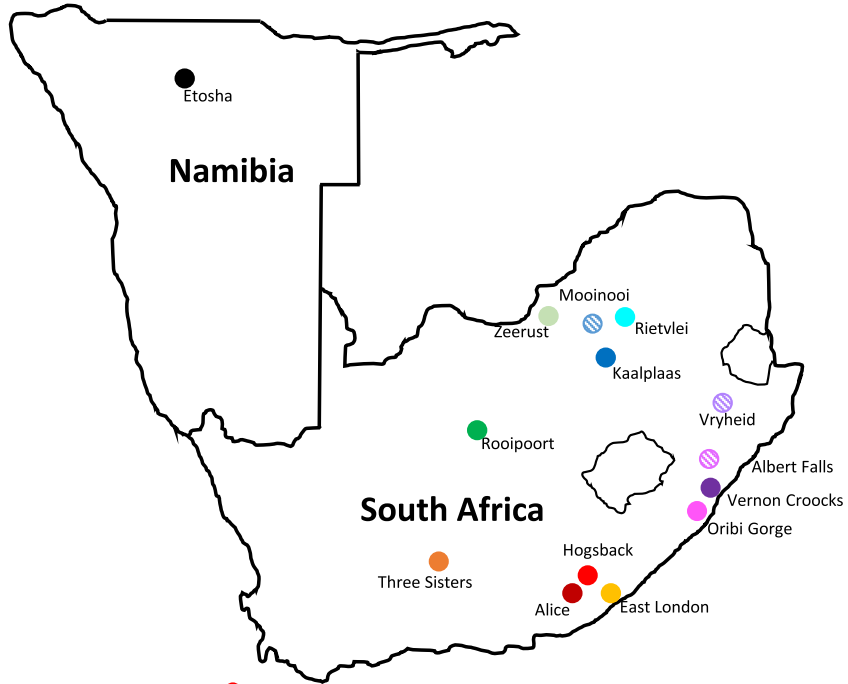 Etosha
Namibia
Mooinooi
Zeerust
Rietvlei
Kaalplaas
Vryheid
Rooipoort
Albert Falls
Vernon Croocks
South Africa
Oribi Gorge
Hogsback
Three Sisters
Alice
East London